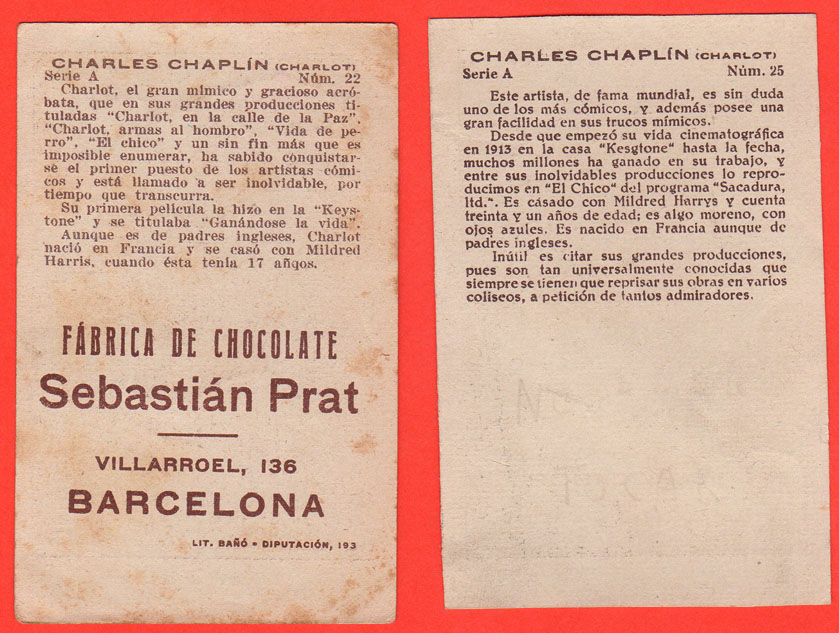 CHARLES CHAPLÍN (CHARLOT)
Serie A Núm. 22
Charlot, el gran mímico y gracioso acró-
bata, que en sus grandes producciones ti-
tuladas "Charlot, en la calle de la Paz".
"Charlot, armas al hombro", "Vida de pe-
rro", "El chico" y un sin fin más que es
imposible enumerar, ha sabido conquistar-
se el primer puesto de los artistas cómi-
cos y está llamado a ser inolvidable, por
tiempo que transcurra.
Su primera película la hizo en la "Keys-
tone" y se titulaba "Ganándose la vida".
Aunque es de padres ingleses, Charlot
nació en Francia y se casó con Mildred
Harris, cuando ésta tenía 17 añqos.
FÁBRICA DE CHOCOLATE
Sebastián Prat
VILLARROEL, 136
BARCELONA
LIT. BAÑÓ • DIPUTACIÓN, 193
CHARLES CHAPLÍN (CHARLOT)
Serie A Núm. 25
Este artista, de fama mundial, es sin duda
uno de los más cómicos, y además posee una
gran facilidad en sus trucos mímicos.
Desde que empezó su vida cinematográfica
en 1913 en la casa "Kesgtone" hasta la fecha,
muchos millones ha ganado en su trabajo, y
entre sus inolvidables producciones lo repro-
ducimos en "El Chico" del programa "Sacadura,
ltd.". Es casado con Mildred Harrys y cuenta
treinta y un años de edad; es algo moreno, con
ojos azules. Es nacido en Francia aunque de
padres ingleses.
Inútil es citar sus grandes producciones,
pues son tan universalmente conocidas que
siempre se tienen que reprisar sus obras en varios
coliseos, a petición de tantos admiradores.